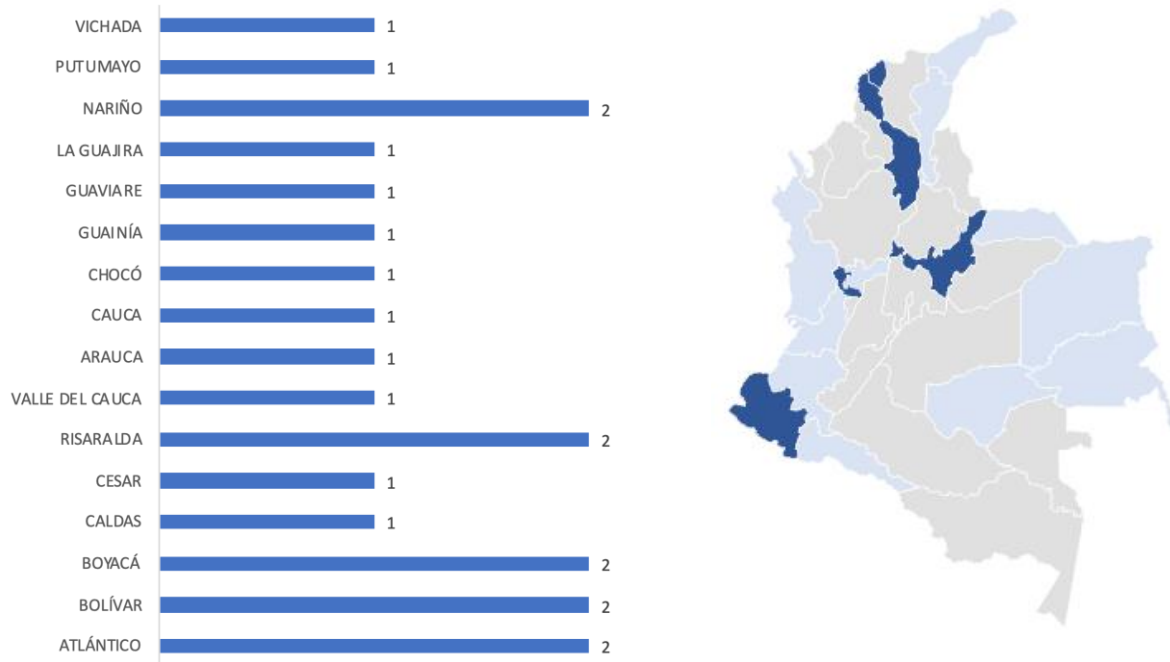 VICHADA 1
PUTUMAYO 1
NARIÑO 2
LA GUAJIRA 1
GUAVIARE 1
GUAINÍA 1
CHOCÓ 1
CAUCA 1
ARAUCA 1
VALLE DEL CAUCA 1
RISARALDA 2
CESAR 1
CALDAS 1
BOYACÁ 2
BOLÍVAR 2
ATLÁNTICO 2